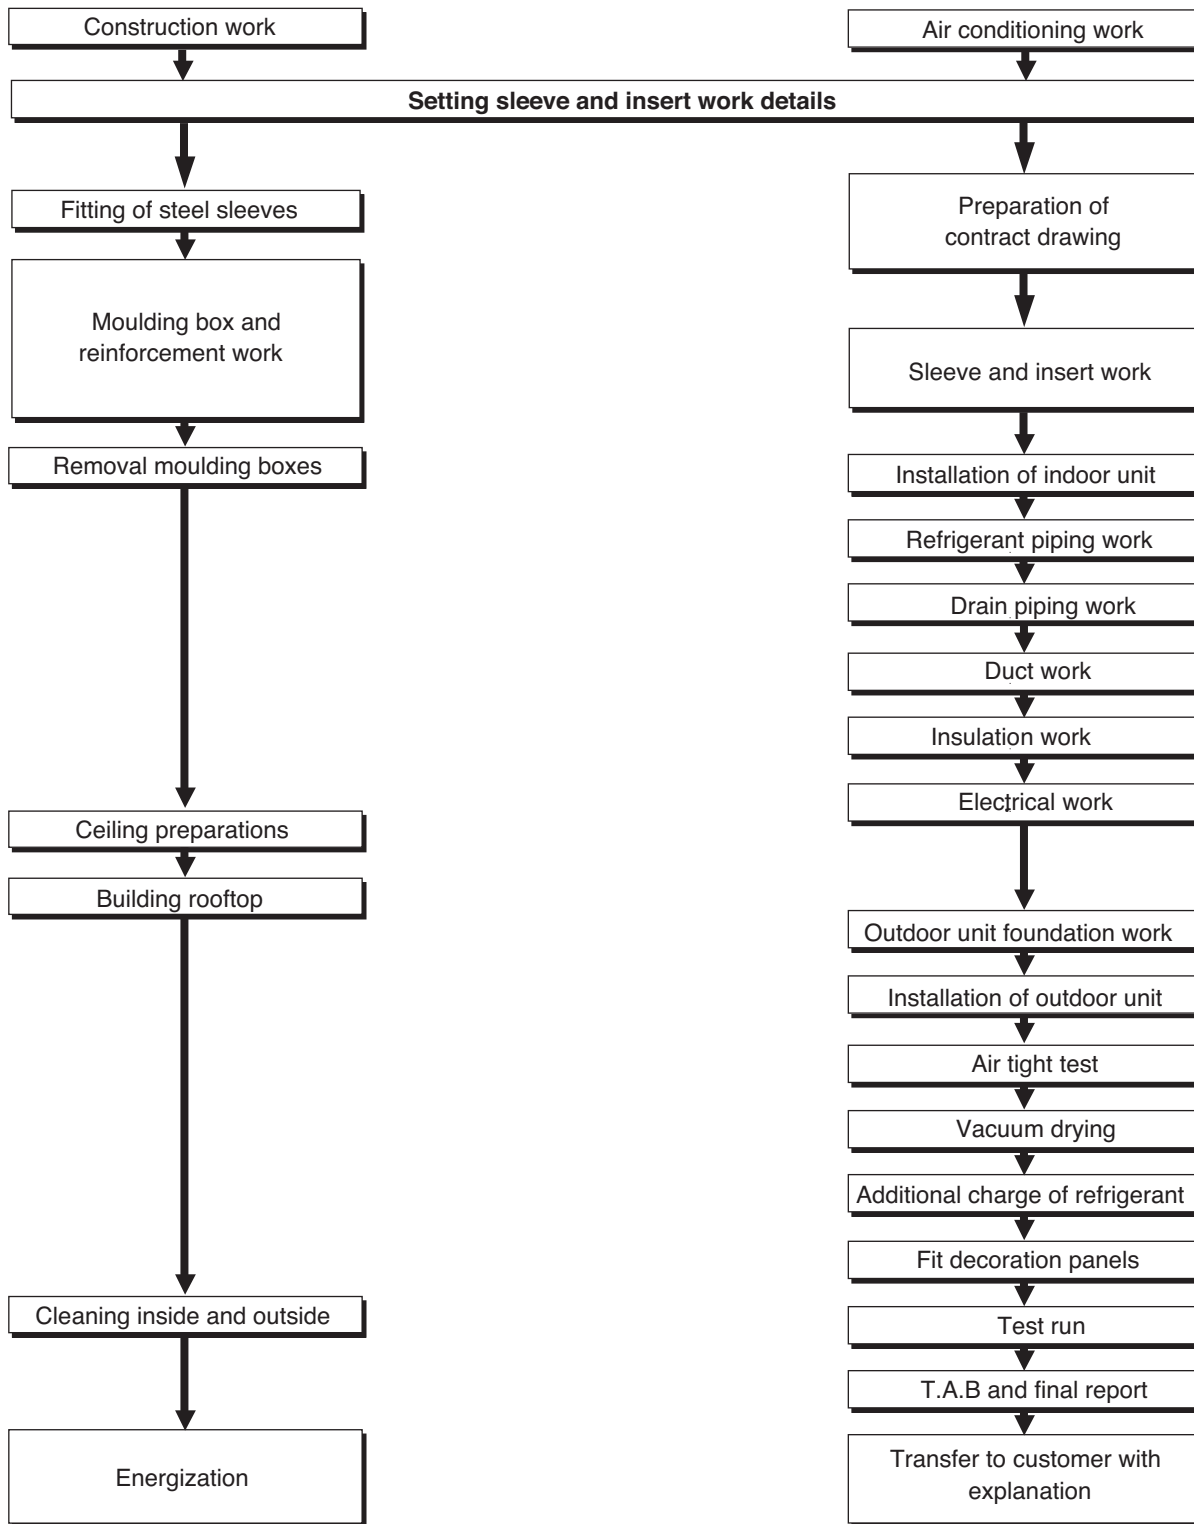 Construction work
Air conditioning work
Setting sleeve and insert work details
Fitting of steel sleeves
Moulding box and
reinforcement work
Removal moulding boxes
Ceiling preparations
Building rooftop
Cleaning inside and outside
Energization
Preparation of
contract drawing
Sleeve and insert work
Installation of indoor unit
Refrigerant piping work
Drain piping work
Duct work
Insulation work
Electrical work
Outdoor unit foundation work
Installation of outdoor unit
Air tight test
Vacuum drying
Additional charge of refrigerant
Fit decoration panels
Test run
T.A.B and final report
Transfer to customer with
explanation